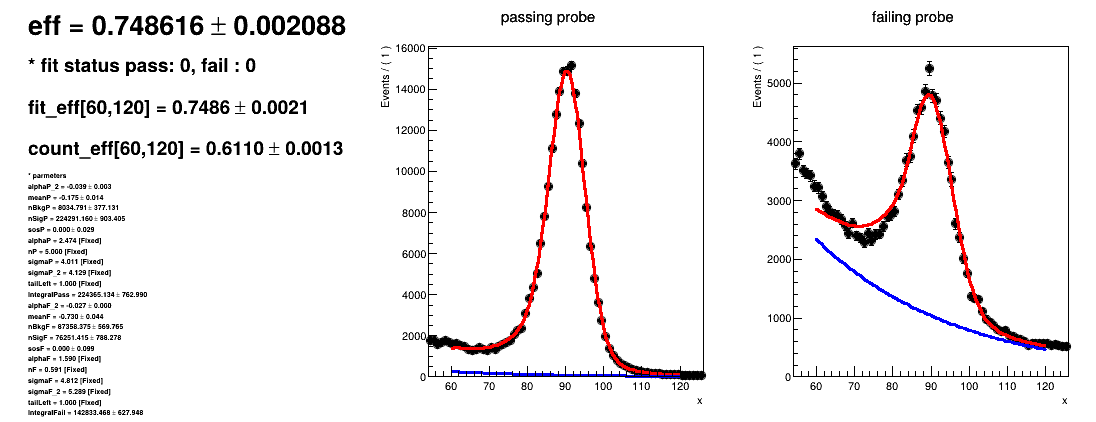 eff = 0.748616 ± 0.002088
* fit status pass: 0, fail : 0
fit_eff[60,120] = 0.7486 ± 0.0021
count_eff[60,120] = 0.6110 ± 0.0013
* parmeters
alphaP_2 = -0.039 ± 0.003
meanP = -0.175 ± 0.014
nBkgP = 8034.791 ± 377.131
nSigP = 224291.160 ± 903.405
sosP = 0.000 ± 0.029
alphaP = 2.474 [Fixed]
nP = 5.000 [Fixed]
sigmaP = 4.011 [Fixed]
sigmaP_2 = 4.129 [Fixed]
tailLeft = 1.000 [Fixed]
integralPass = 224365.134 ± 762.990
alphaF_2 = -0.027 ± 0.000
meanF = -0.730 ± 0.044
nBkgF = 87358.375 ± 569.765
nSigF = 76251.415 ± 788.278
sosF = 0.000 ± 0.099
alphaF = 1.590 [Fixed]
nF = 0.591 [Fixed]
sigmaF = 4.812 [Fixed]
sigmaF_2 = 5.289 [Fixed]
tailLeft = 1.000 [Fixed]
integralFail = 142833.468 ± 627.948
passing probe
Events / ( 1 )
16000
14000
12000
10000
8000
6000
4000
2000
0
60 70 80 90 100 120
x
failing probe
Events / ( 1 )
5000
4000
3000
2000
1000
0
60 70 80 90 100 120
x